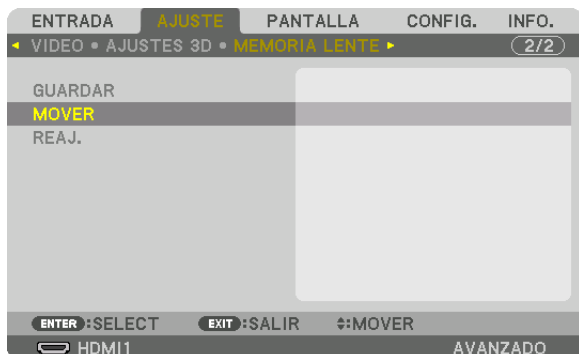 ENTRADA AJUSTE PANTALLA CONFIG. INFO.
VIDEO • AJUSTES 3D • MEMORIA LENTE 2/2
GUARDAR
MOVER
REAJ.
ENTER:SELECT EXIT:SALIR :MOVER
HDMI1 AVANZADO